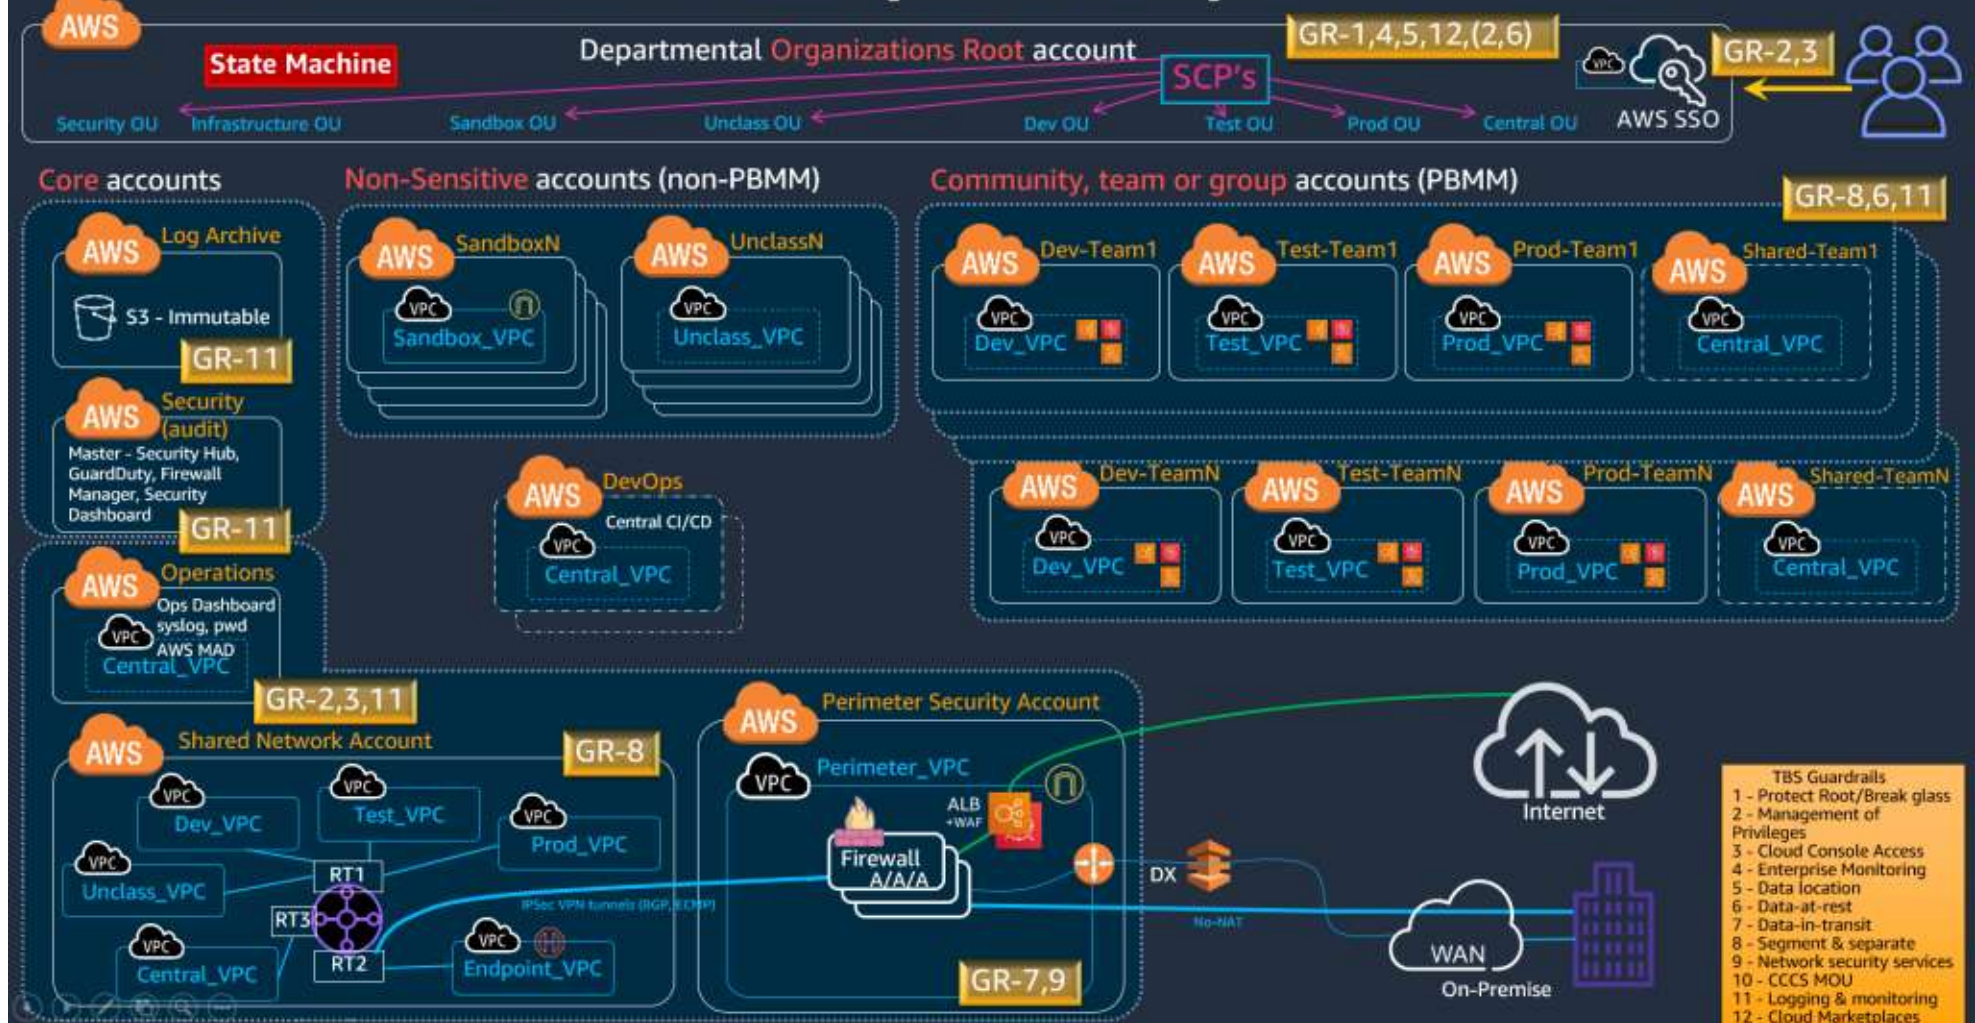 AWS
State Machine
Departmental Organizations Root account
GR-1,4,5,12,(2,6)
SCP's
VPC
GR-2,3
AWS SSO
Security OU
Infrastructure OU
Sandbox OU
Unclass OU
Dev OU
Test OU
Prod OU
Central OU
Core accounts
AWS
Log Archive
S3 - Immutable
GR-11
AWS
Security
(audit)
Master - Security Hub,
GuardDuty, Firewall
Manager, Security
Dashboard
GR-11
Non-Sensitive accounts (non-PBMM)
AWS
SandboxN
VPC
Sandbox_VPC
AWS
UnclassN
VPC
Unclass_VPC
Community, team or group accounts (PBMM)
GR-8,6,11
AWS
Dev-Team1
VPC
Dev_VPC
AWS
Test-Team1
VPC
Test_VPC
AWS
Prod-Team1
VPC
Prod_VPC
AWS
Shared-Team1
VPC
Central_VPC
AWS
Dev-TeamN
VPC
Dev_VPC
AWS
Test-TeamN
VPC
Test_VPC
AWS
Prod-TeamN
VPC
Prod_VPC
AWS
Shared-TeamN
VPC
Central_VPC
AWS
DevOps
Central CI/CD
VPC
Central_VPC
AWS
Operations
Ops Dashboard
syslog, pwd
VPC
AWS MAD
Central_VPC
GR-2,3,11
AWS
Shared Network Account
GR-8
VPC
Dev_VPC
VPC
Test_VPC
VPC
Prod_VPC
VPC
Unclass_VPC
RT1
RT3
RT2
VPC
Central_VPC
VPC
Endpoint_VPC
IPSec VPN tunnels (BGP, ECMP)
AWS
Perimeter Security Account
VPC
Perimeter_VPC
ALB
+WAF
Firewall
A/A/A
GR-7,9
DX
No-NAT
Internet
WAN
On-Premise
TBS Guardrails
1 - Protect Root/Break glass
2 - Management of
Privileges
3 - Cloud Console Access
4 - Enterprise Monitoring
5 - Data location
6 - Data-at-rest
7 - Data-in-transit
8 - Segment & separate
9 - Network security services
10 - CCCS MOU
11 - Logging & monitoring
12 - Cloud Marketplaces